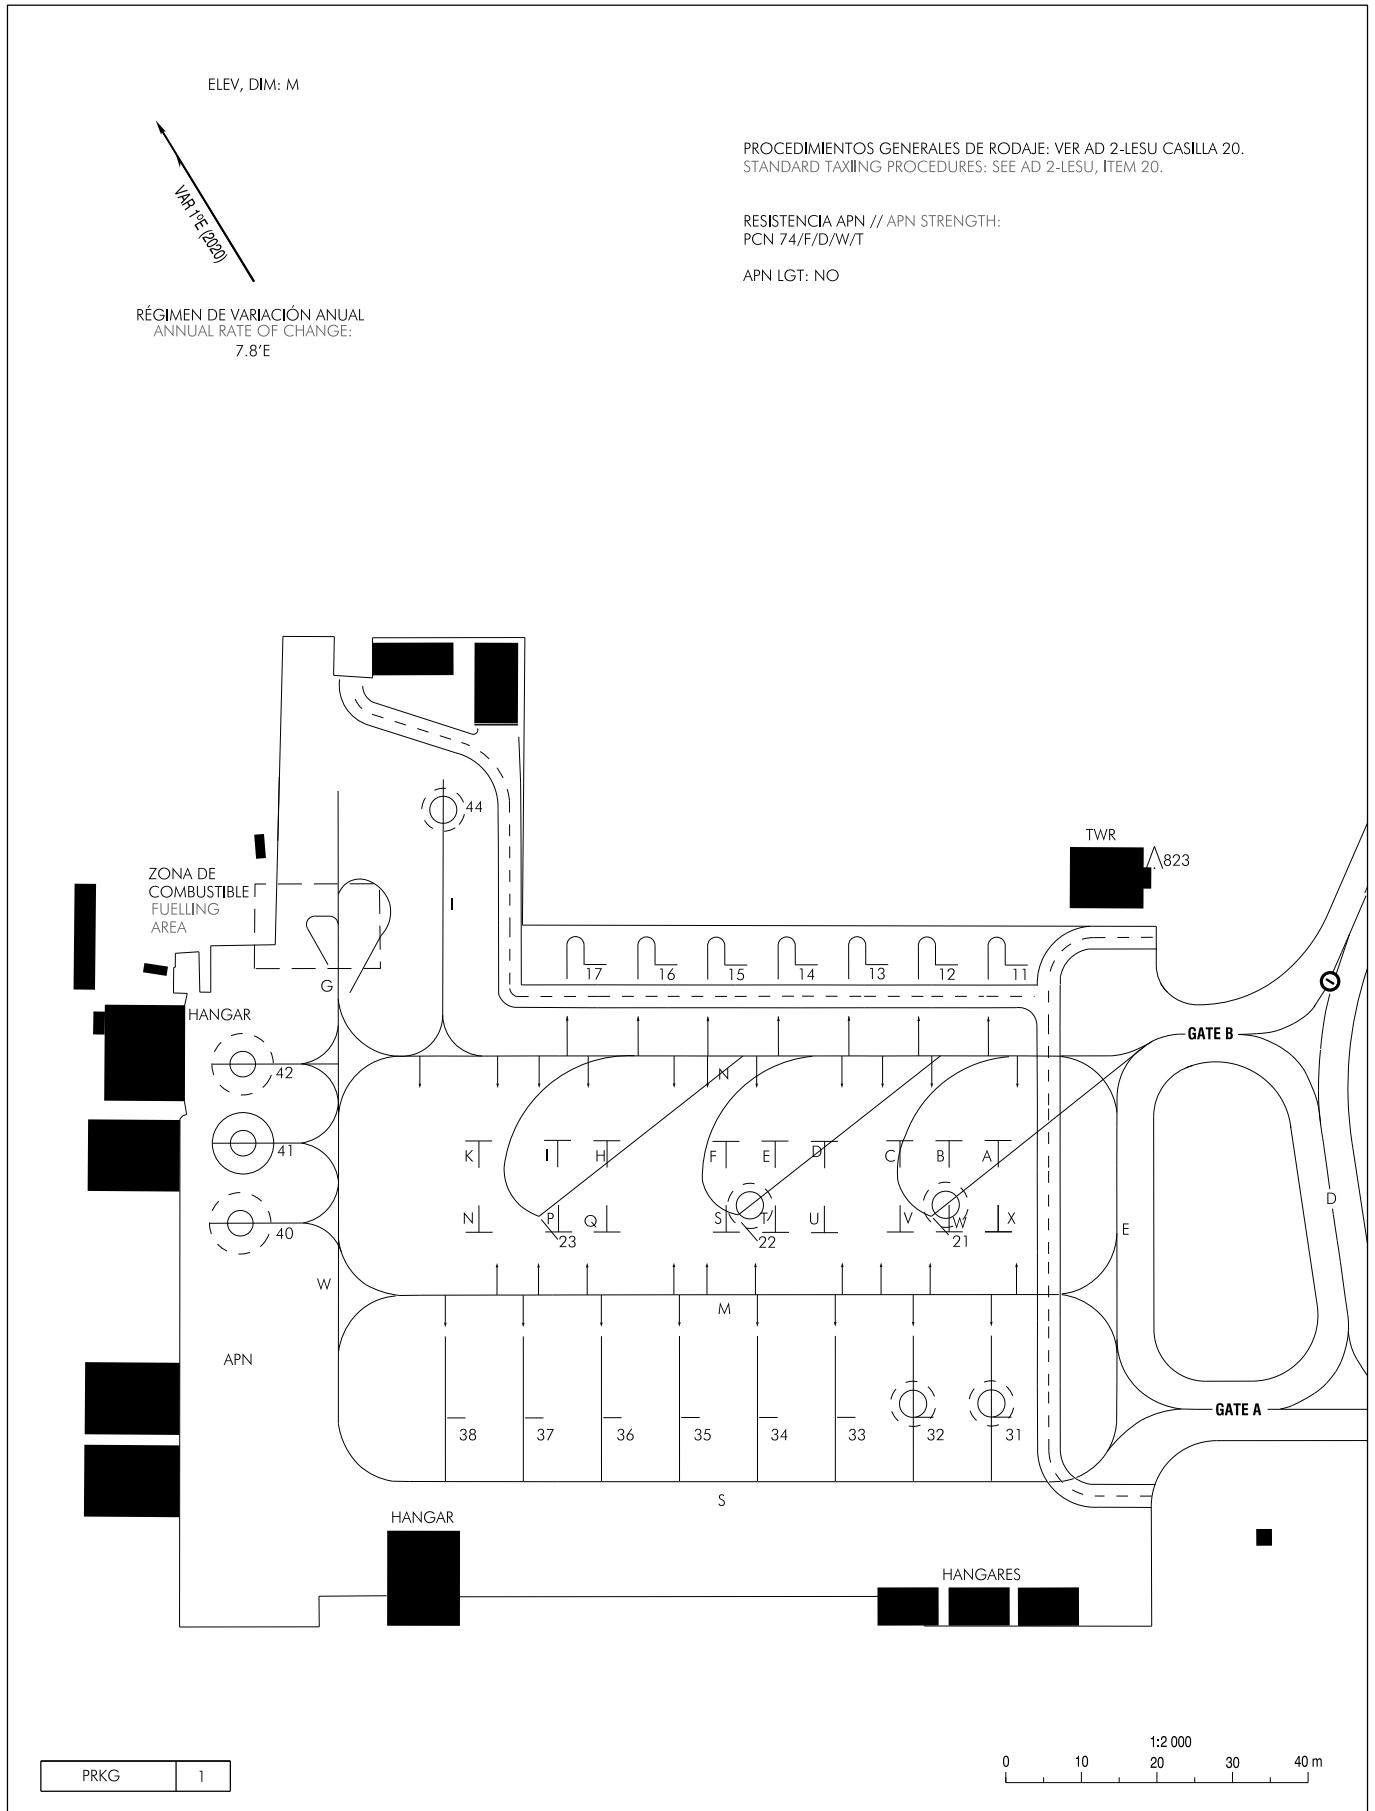 ELEV, DIM: M
VAR 1°E (2020)
RÉGIMEN DE VARIACIÓN ANUAL
ANNUAL RATE OF CHANGE:
7.8'E
PROCEDIMIENTOS GENERALES DE RODAJE: VER AD 2-LESU CASILLA 20.
STANDARD TAXIING PROCEDURES: SEE AD 2-LESU, ITEM 20.
RESISTENCIA APN // APN STRENGTH:
PCN 74/F/D/W/T
APN LGT: NO
44
TWR
823
ZONA DE
COMBUSTIBLE
FUELLING
AREA
I
17 16 15 14 13 12 11
G
HANGAR
GATE B
42
N
41
K I H F E D C B A
D
N P Q S T U V W X
40
23 22 21
E
W
M
APN
GATE A
38 37 36 35 34 33 32 31
S
HANGAR
HANGARES
1:2 000
0 10 20 30 40 m
PRKG 1